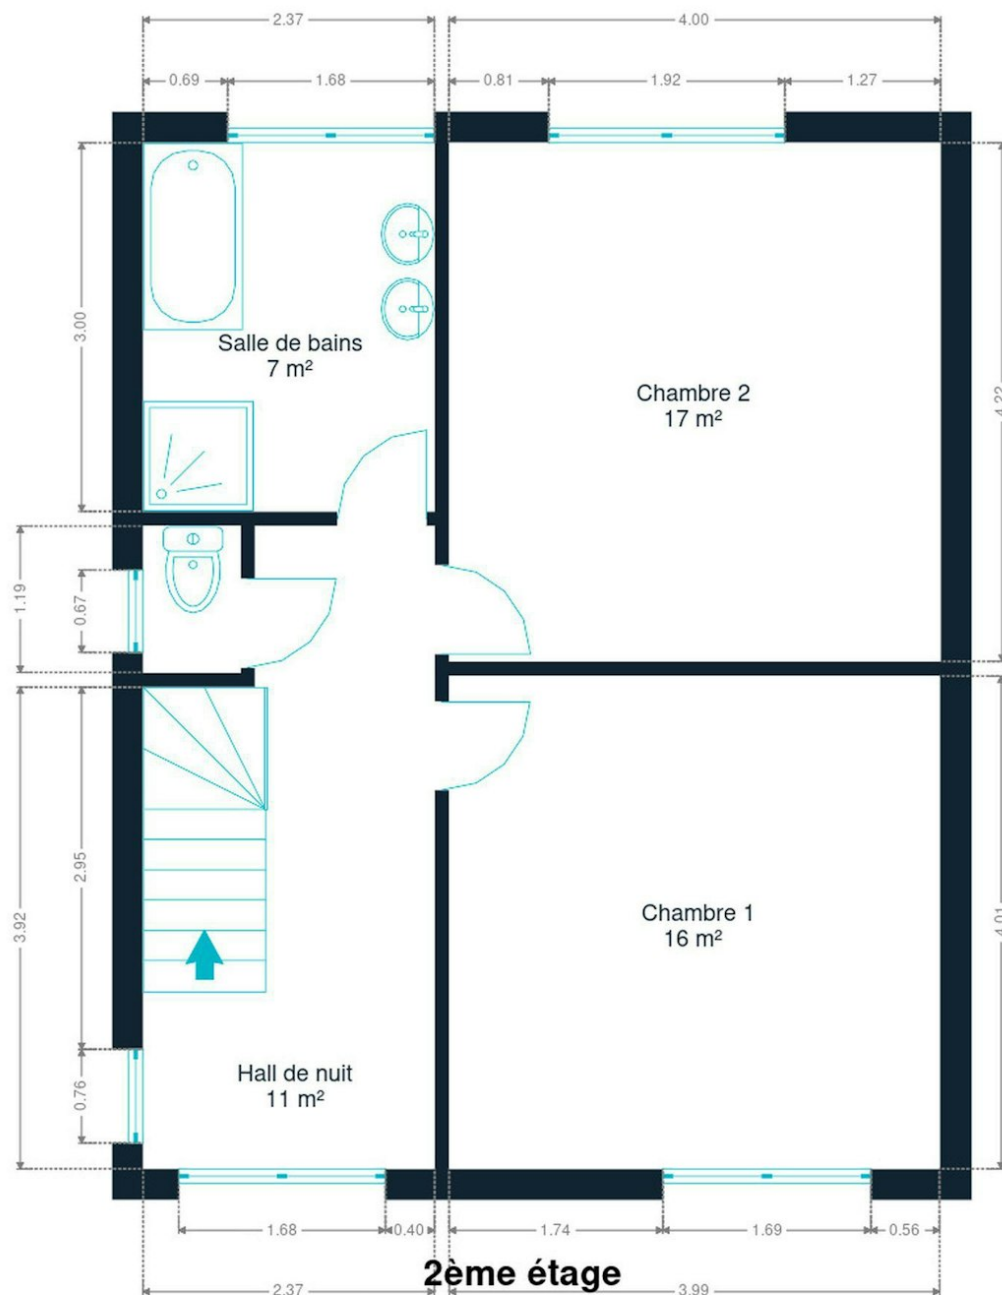 2.37
4.00
0.69
1.68
0.81
1.92
1.27
3.00
4.22
Salle de bains
7 m²
Chambre 2
17 m²
1.19
0.67
3.92
2.95
4.01
Chambre 1
16 m²
0.76
Hall de nuit
11 m²
1.68
0.40
1.74
1.69
0.56
2ème étage
2.37
3.99